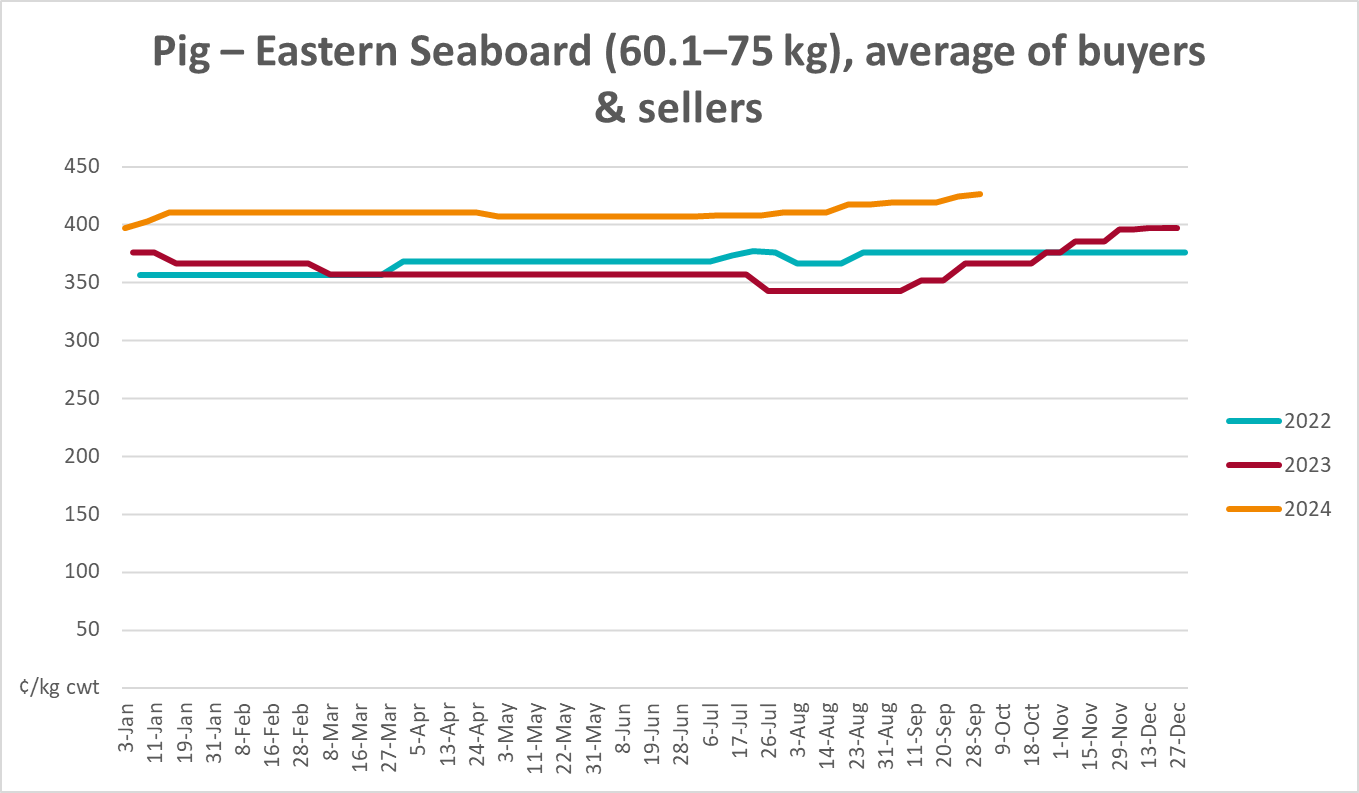 Pig – Eastern Seaboard (60.1–75 kg), average of buyers
& sellers
450
400
350
300
250
200
150
100
50
¢/kg cwt
3-Jan
11-Jan
19-Jan
31-Jan
8-Feb
16-Feb
28-Feb
8-Mar
16-Mar
27-Mar
5-Apr
13-Apr
24-Apr
3-May
11-May
22-May
31-May
8-Jun
19-Jun
28-Jun
6-Jul
17-Jul
26-Jul
3-Aug
14-Aug
23-Aug
31-Aug
11-Sep
20-Sep
28-Sep
9-Oct
18-Oct
1-Nov
15-Nov
29-Nov
13-Dec
27-Dec
2022
2023
2024